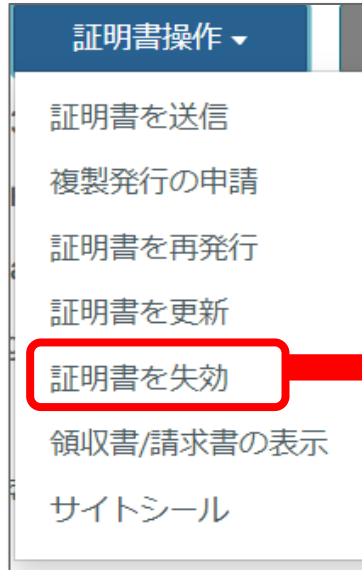 証明書操作
証明書を送信
複製発行の申請
証明書を再発行
証明書を更新
証明書を失効
領収書/請求書の表示
サイトシール